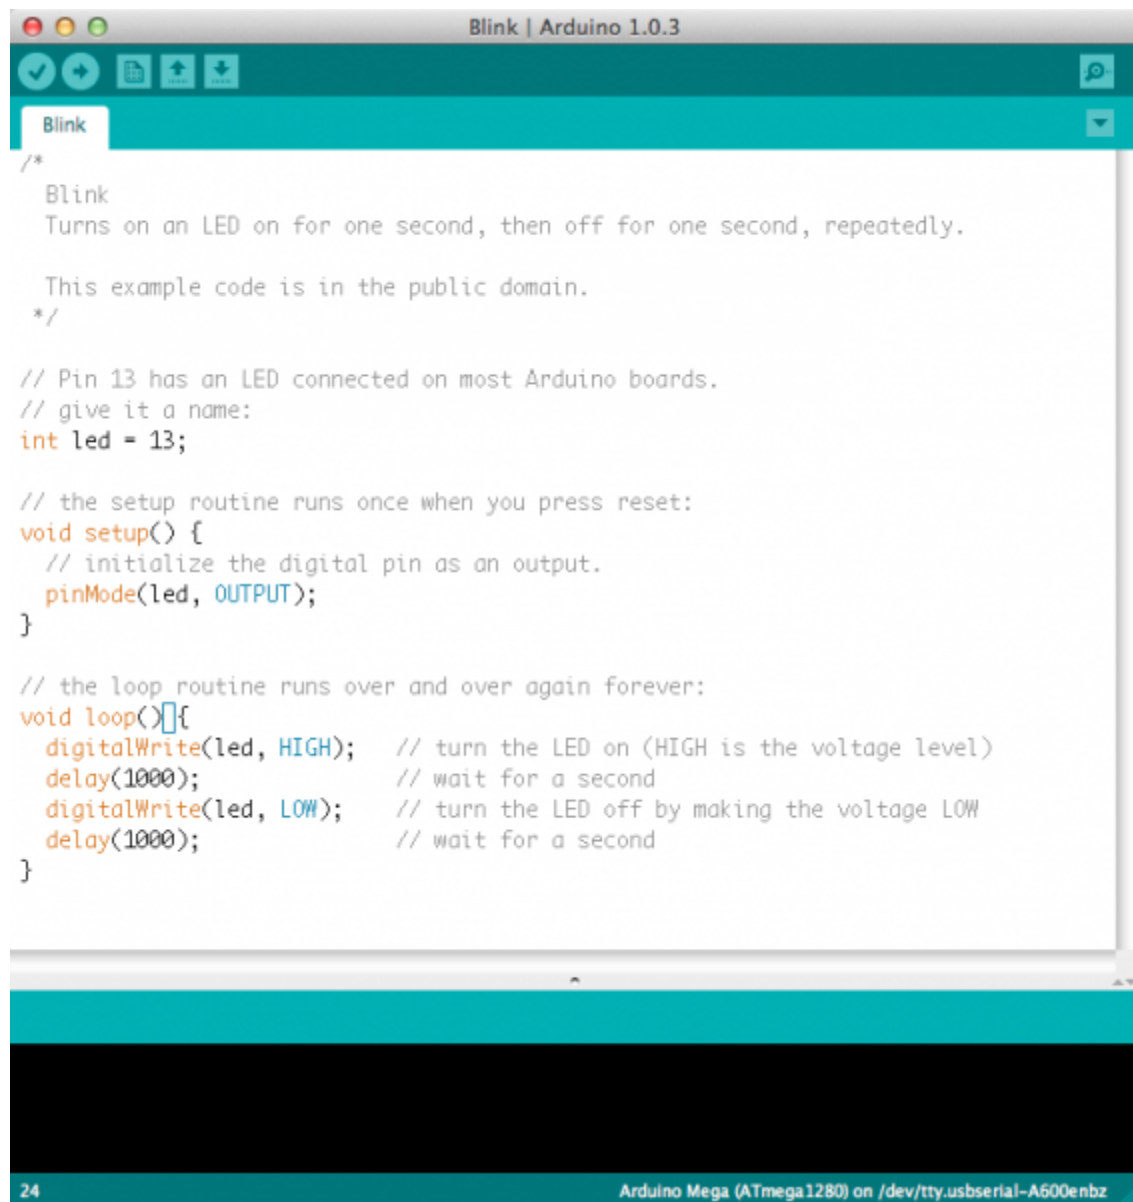 Blink | Arduino 1.0.3
Blink
/*
  Blink
  Turns on an LED on for one second, then off for one second, repeatedly.

  This example code is in the public domain.
 */

// Pin 13 has an LED connected on most Arduino boards.
// give it a name:
int led = 13;

// the setup routine runs once when you press reset:
void setup() {
  // initialize the digital pin as an output.
  pinMode(led, OUTPUT);
}

// the loop routine runs over and over again forever:
void loop() {
  digitalWrite(led, HIGH);   // turn the LED on (HIGH is the voltage level)
  delay(1000);               // wait for a second
  digitalWrite(led, LOW);    // turn the LED off by making the voltage LOW
  delay(1000);               // wait for a second
}
24 Arduino Mega (ATmega1280) on /dev/tty.usbserial-A600enbz